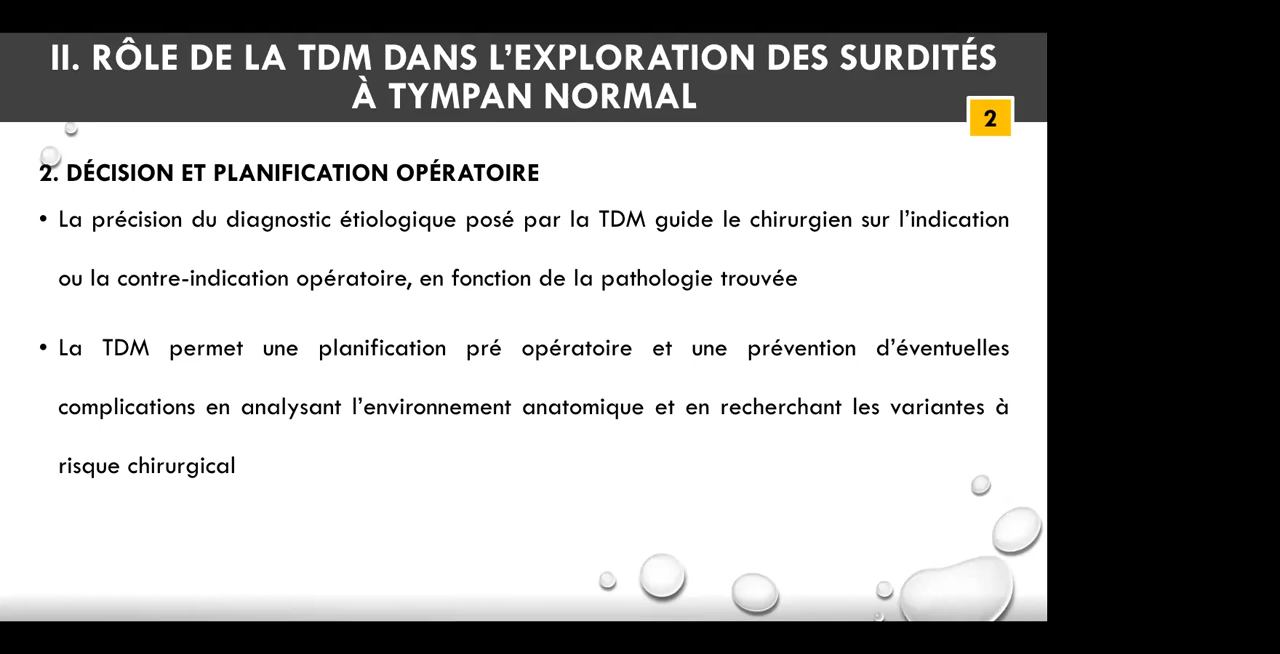 II. RÔLE DE LA TDM DANS L'EXPLORATION DES SURDITÉS
À TYMPAN NORMAL
2
2. DÉCISION ET PLANIFICATION OPÉRATOIRE
• La précision du diagnostic étiologique posé par la TDM guide le chirurgien sur l'indication
ou la contre-indication opératoire, en fonction de la pathologie trouvée
• La TDM permet une planification pré opératoire et une prévention d'éventuelles
complications en analysant l'environnement anatomique et en recherchant les variantes à
risque chirurgical